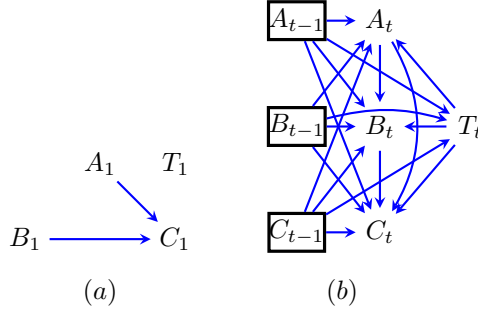 A_{t−1} A_t
B_{t−1} B_t T_t
A_1 T_1
B_1 C_1 C_{t−1} C_t
(a) (b)